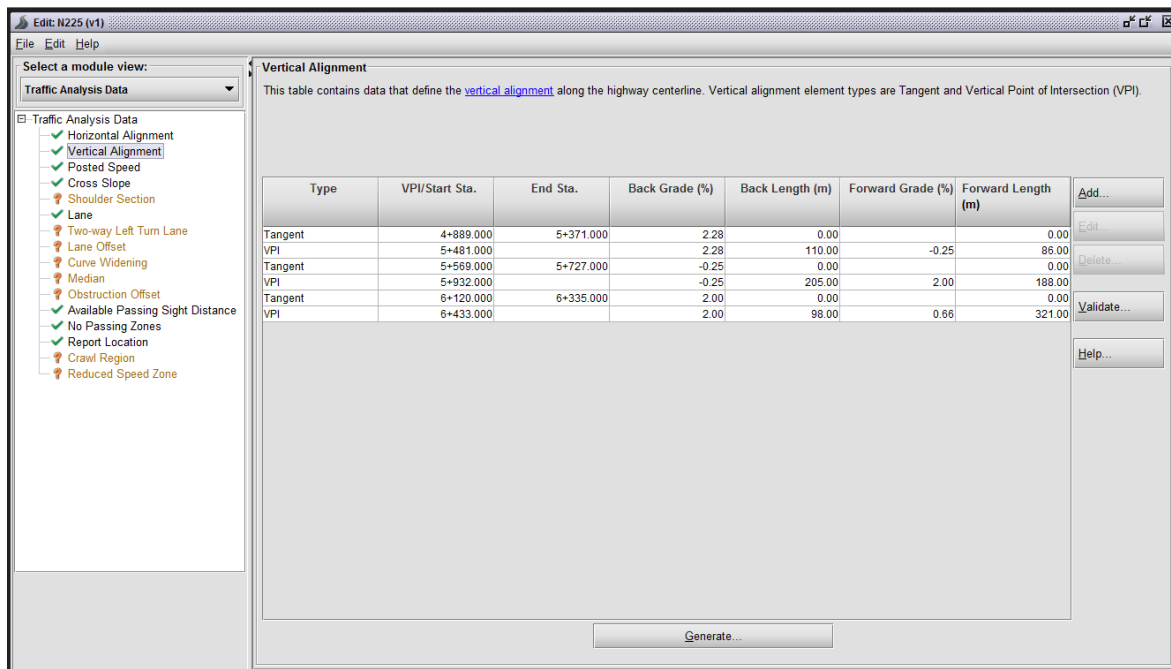 Edit: N225 (v1)
File Edit Help
Select a module view:
Traffic Analysis Data
Traffic Analysis Data
Horizontal Alignment
Vertical Alignment
Posted Speed
Cross Slope
Shoulder Section
Lane
Two-way Left Turn Lane
Lane Offset
Curve Widening
Median
Obstruction Offset
Available Passing Sight Distance
No Passing Zones
Report Location
Crawl Region
Reduced Speed Zone
Vertical Alignment
This table contains data that define the vertical alignment along the highway centerline. Vertical alignment element types are Tangent and Vertical Point of Intersection (VPI).
Type VPI/Start Sta. End Sta. Back Grade (%) Back Length (m) Forward Grade (%) Forward Length
(m)
Tangent 4+889.000 5+371.000 2.28 0.00 0.00
VPI 5+481.000 2.28 110.00 -0.25 86.00
Tangent 5+569.000 5+727.000 -0.25 0.00 0.00
VPI 5+932.000 -0.25 205.00 2.00 188.00
Tangent 6+120.000 6+335.000 2.00 0.00 0.00
VPI 6+433.000 2.00 98.00 0.66 321.00
Add...
Edit...
Delete...
Validate...
Help...
Generate...